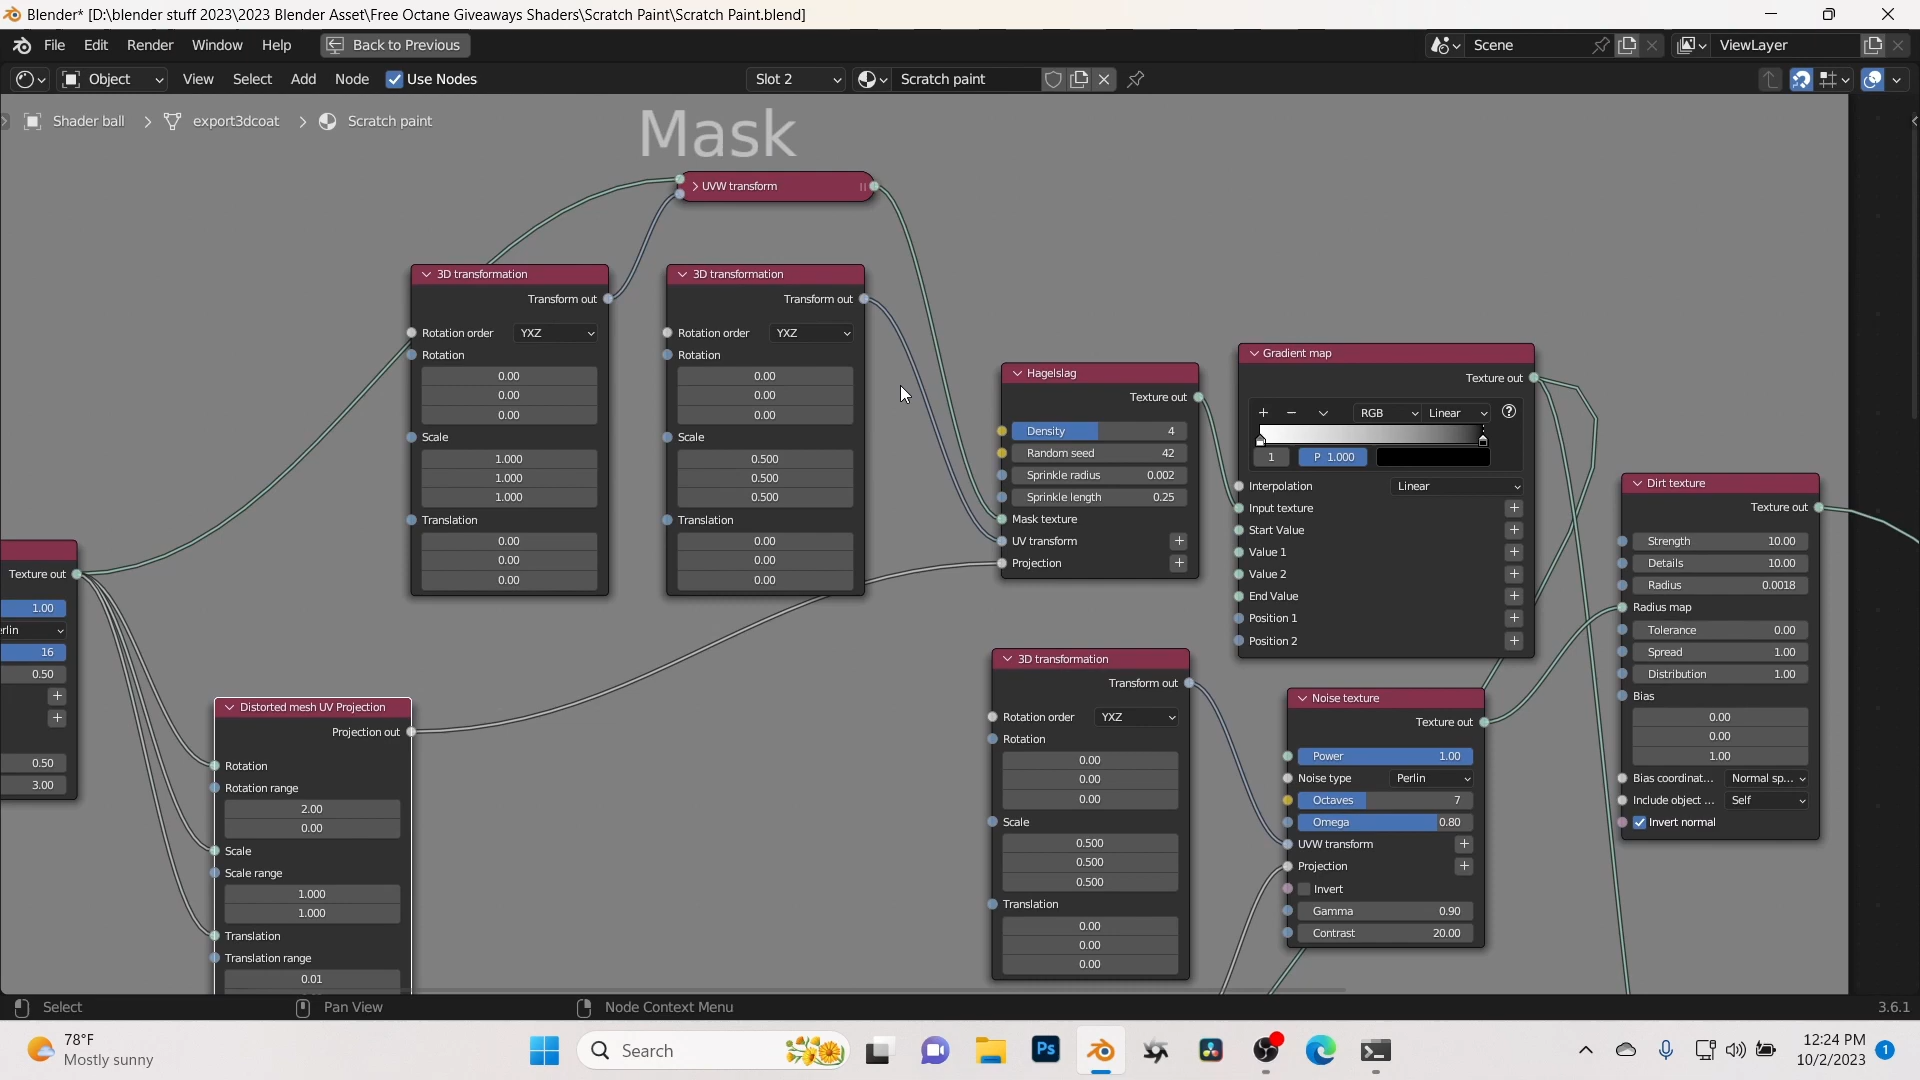 Blender* [D:\blender stuff 2023\2023 Blender Asset\Free Octane Giveaways Shaders\Scratch Paint\Scratch Paint.blend]
File Edit Render Window Help Back to Previous Scene ViewLayer
Object View Select Add Node Use Nodes Slot 2 Scratch paint
Shader ball export3dcoat Scratch paint
Mask
UVW transform
3D transformation
Transform out
Rotation order YXZ
Rotation
0.00
0.00
0.00
Scale
1.000
1.000
1.000
Translation
0.00
0.00
0.00
3D transformation
Transform out
Rotation order YXZ
Rotation
0.00
0.00
0.00
Scale
0.500
0.500
0.500
Translation
0.00
0.00
0.00
Hagelslag
Texture out
Density 4
Random seed 42
Sprinkle radius 0.002
Sprinkle length 0.25
Mask texture
UV transform +
Projection +
Gradient map
Texture out
+ − RGB Linear ?
1 P 1.000
Interpolation Linear
Input texture +
Start Value +
Value 1 +
Value 2 +
End Value +
Position 1 +
Position 2 +
Dirt texture
Texture out
Strength 10.00
Details 10.00
Radius 0.0018
Radius map
Tolerance 0.00
Spread 1.00
Distribution 1.00
Bias
0.00
0.00
1.00
Bias coordinat... Normal sp...
Include object ... Self
Invert normal
Texture out
1.00
erlin
16
0.50
+
+
0.50
3.00
Distorted mesh UV Projection
Projection out
Rotation
Rotation range
2.00
0.00
Scale
Scale range
1.000
1.000
Translation
Translation range
0.01
3D transformation
Transform out
Rotation order YXZ
Rotation
0.00
0.00
0.00
Scale
0.500
0.500
0.500
Translation
0.00
0.00
0.00
Noise texture
Texture out
Power 1.00
Noise type Perlin
Octaves 7
Omega 0.80
UVW transform +
Projection +
Invert
Gamma 0.90
Contrast 20.00
Select Pan View Node Context Menu 3.6.1
78°F
Mostly sunny
Search
Ps
12:24 PM
10/2/2023
1